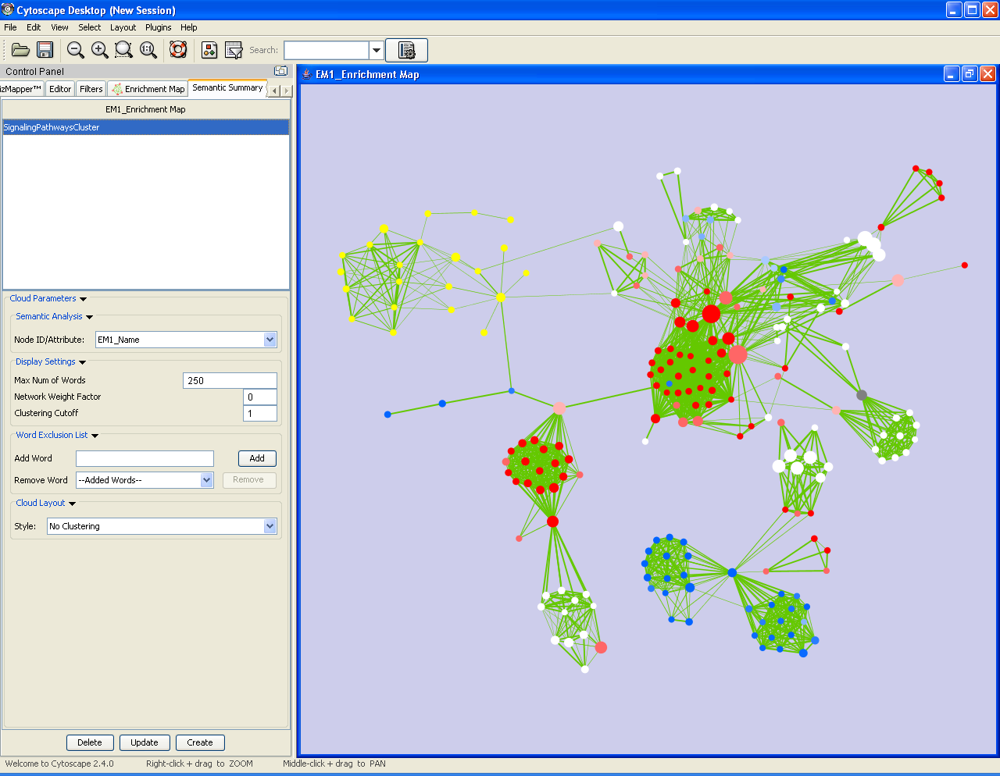 Cytoscape Desktop (New Session)
File Edit View Select Layout Plugins Help
1:1
Search:
Control Panel
izMapper™ Editor Filters Enrichment Map Semantic Summary
EM1_Enrichment Map
SignalingPathwaysCluster
Cloud Parameters
Semantic Analysis
Node ID/Attribute: EM1_Name
Display Settings
Max Num of Words 250
Network Weight Factor 0
Clustering Cutoff 1
Word Exclusion List
Add Word Add
Remove Word --Added Words-- Remove
Cloud Layout
Style: No Clustering
Delete Update Create
EM1_Enrichment Map
Welcome to Cytoscape 2.4.0 Right-click + drag to ZOOM Middle-click + drag to PAN